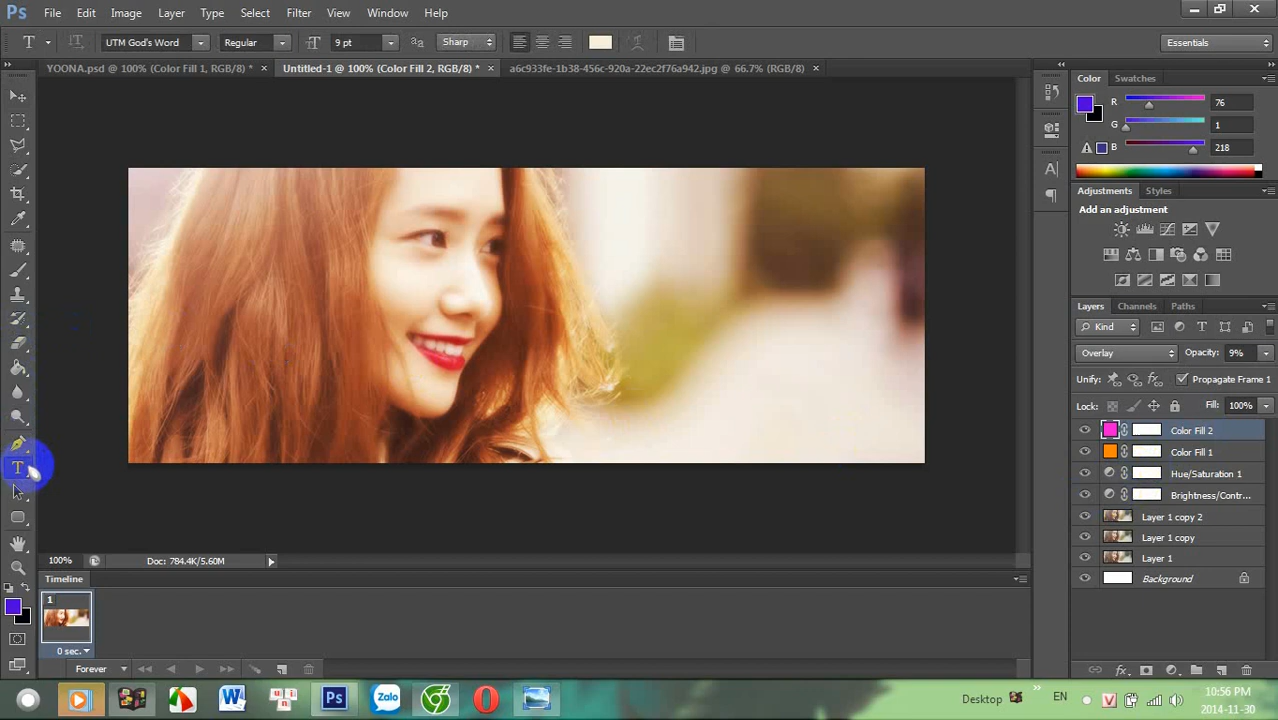 Ps File Edit Image Layer Type Select Filter View Window Help
T UTM God's Word Regular 9 pt Sharp Essentials
YOONA.psd @ 100% (Color Fill 1, RGB/8) * × Untitled-1 @ 100% (Color Fill 2, RGB/8) * × a6c933fe-1b38-456c-920a-22ec2f76a942.jpg @ 66.7% (RGB/8) ×
Color Swatches
R 76
G 1
B 218
Adjustments Styles
Add an adjustment
Layers Channels Paths
Kind
Overlay Opacity: 9%
Unify: Propagate Frame 1
Lock: Fill: 100%
Color Fill 2
Color Fill 1
Hue/Saturation 1
Brightness/Contr...
Layer 1 copy 2
Layer 1 copy
Layer 1
Background
100% Doc: 784.4K/5.60M
Timeline
1
0 sec.
Forever
W Ps Zalo Desktop EN V 10:56 PM
2014-11-30